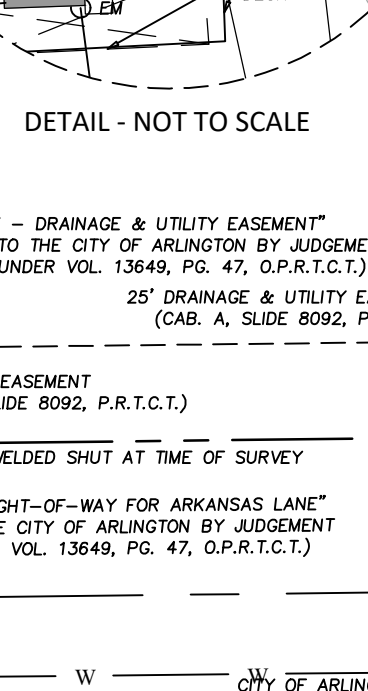 EM
DETAIL - NOT TO SCALE
- DRAINAGE & UTILITY EASEMENT"
TO THE CITY OF ARLINGTON BY JUDGEME
UNDER VOL. 13649, PG. 47, O.P.R.T.C.T.)
25' DRAINAGE & UTILITY E
(CAB. A, SLIDE 8092, P
EASEMENT
IDE 8092, P.R.T.C.T.)
WELDED SHUT AT TIME OF SURVEY
GHT-OF-WAY FOR ARKANSAS LANE"
E CITY OF ARLINGTON BY JUDGEMENT
VOL. 13649, PG. 47, O.P.R.T.C.T.)
W W
CITY OF ARLIN